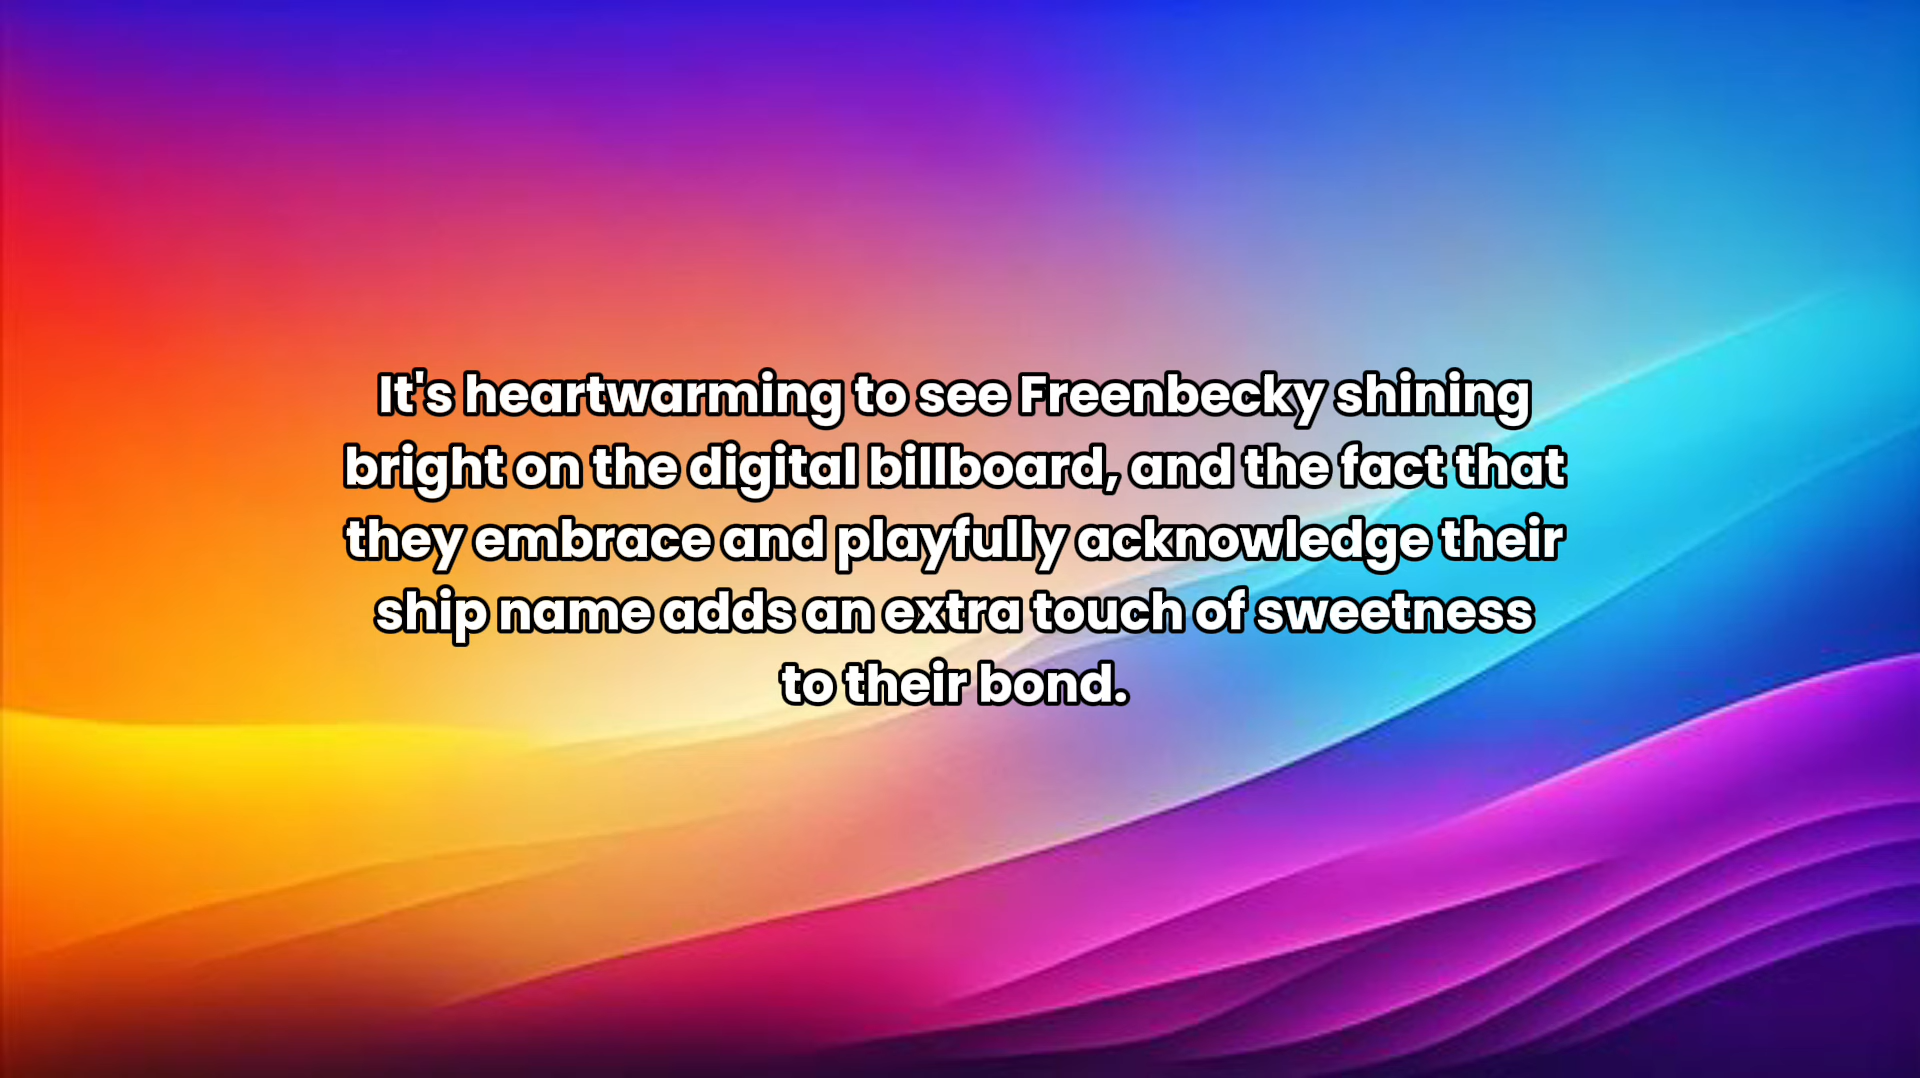 It's heartwarming to see Freenbecky shining
bright on the digital billboard, and the fact that
they embrace and playfully acknowledge their
ship name adds an extra touch of sweetness
to their bond.